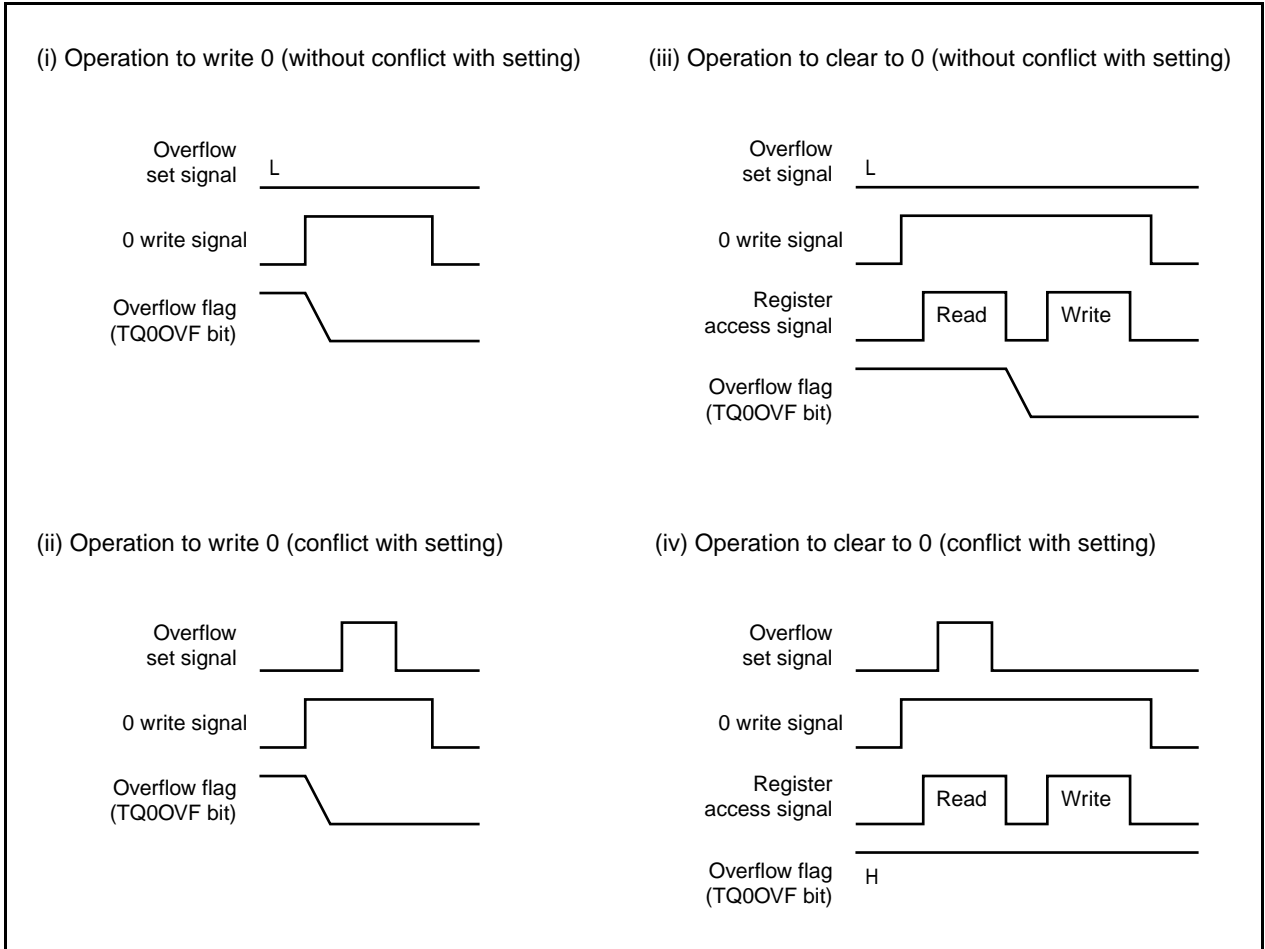 (i) Operation to write 0 (without conflict with setting)
Overflow
set signal
L
0 write signal
Overflow flag
(TQ0OVF bit)
(iii) Operation to clear to 0 (without conflict with setting)
Overflow
set signal
L
0 write signal
Register
access signal
Read
Write
Overflow flag
(TQ0OVF bit)
(ii) Operation to write 0 (conflict with setting)
Overflow
set signal
0 write signal
Overflow flag
(TQ0OVF bit)
(iv) Operation to clear to 0 (conflict with setting)
Overflow
set signal
0 write signal
Register
access signal
Read
Write
Overflow flag
(TQ0OVF bit)
H